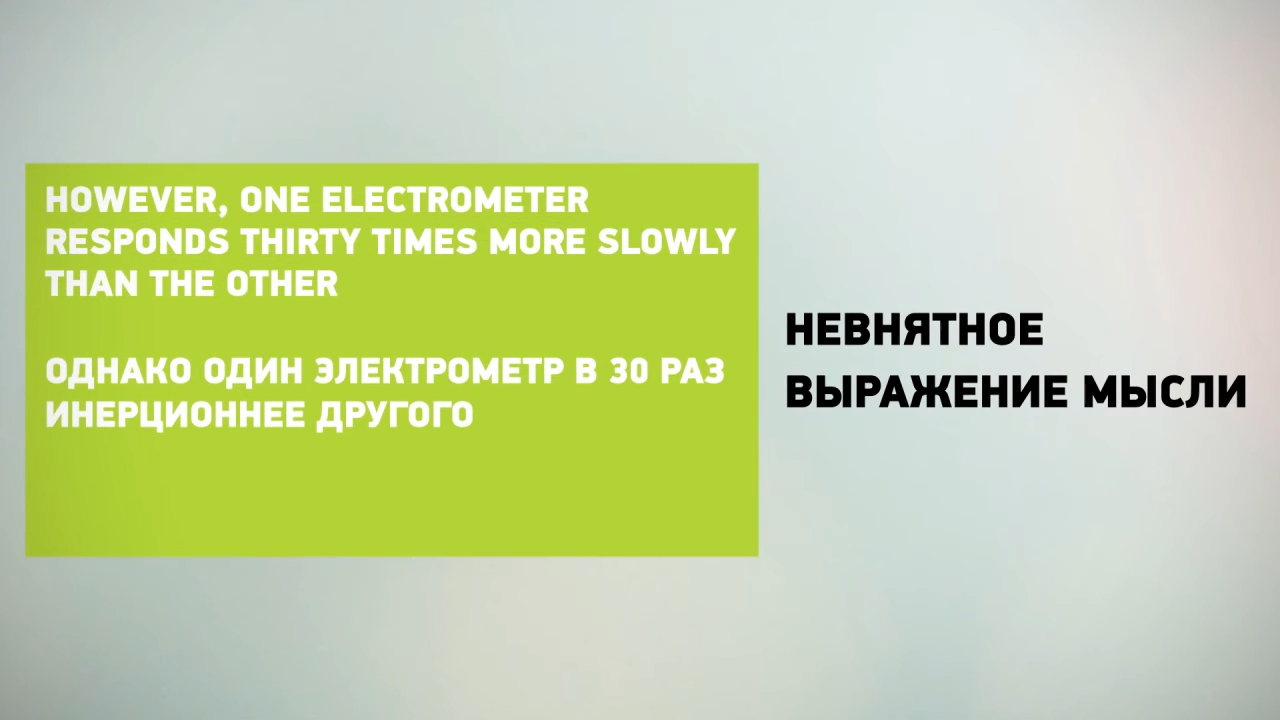 HOWEVER, ONE ELECTROMETER
RESPONDS THIRTY TIMES MORE SLOWLY
THAN THE OTHER
ОДНАКО ОДИН ЭЛЕКТРОМЕТР В 30 РАЗ
ИНЕРЦИОННЕЕ ДРУГОГО
НЕВНЯТНОЕ
ВЫРАЖЕНИЕ МЫСЛИ